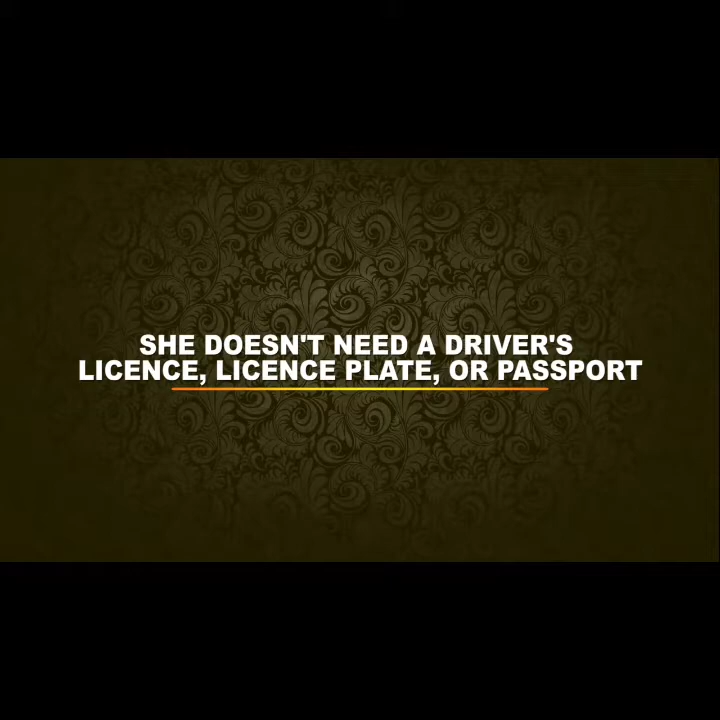 SHE DOESN'T NEED A DRIVER'S
LICENCE, LICENCE PLATE, OR PASSPORT